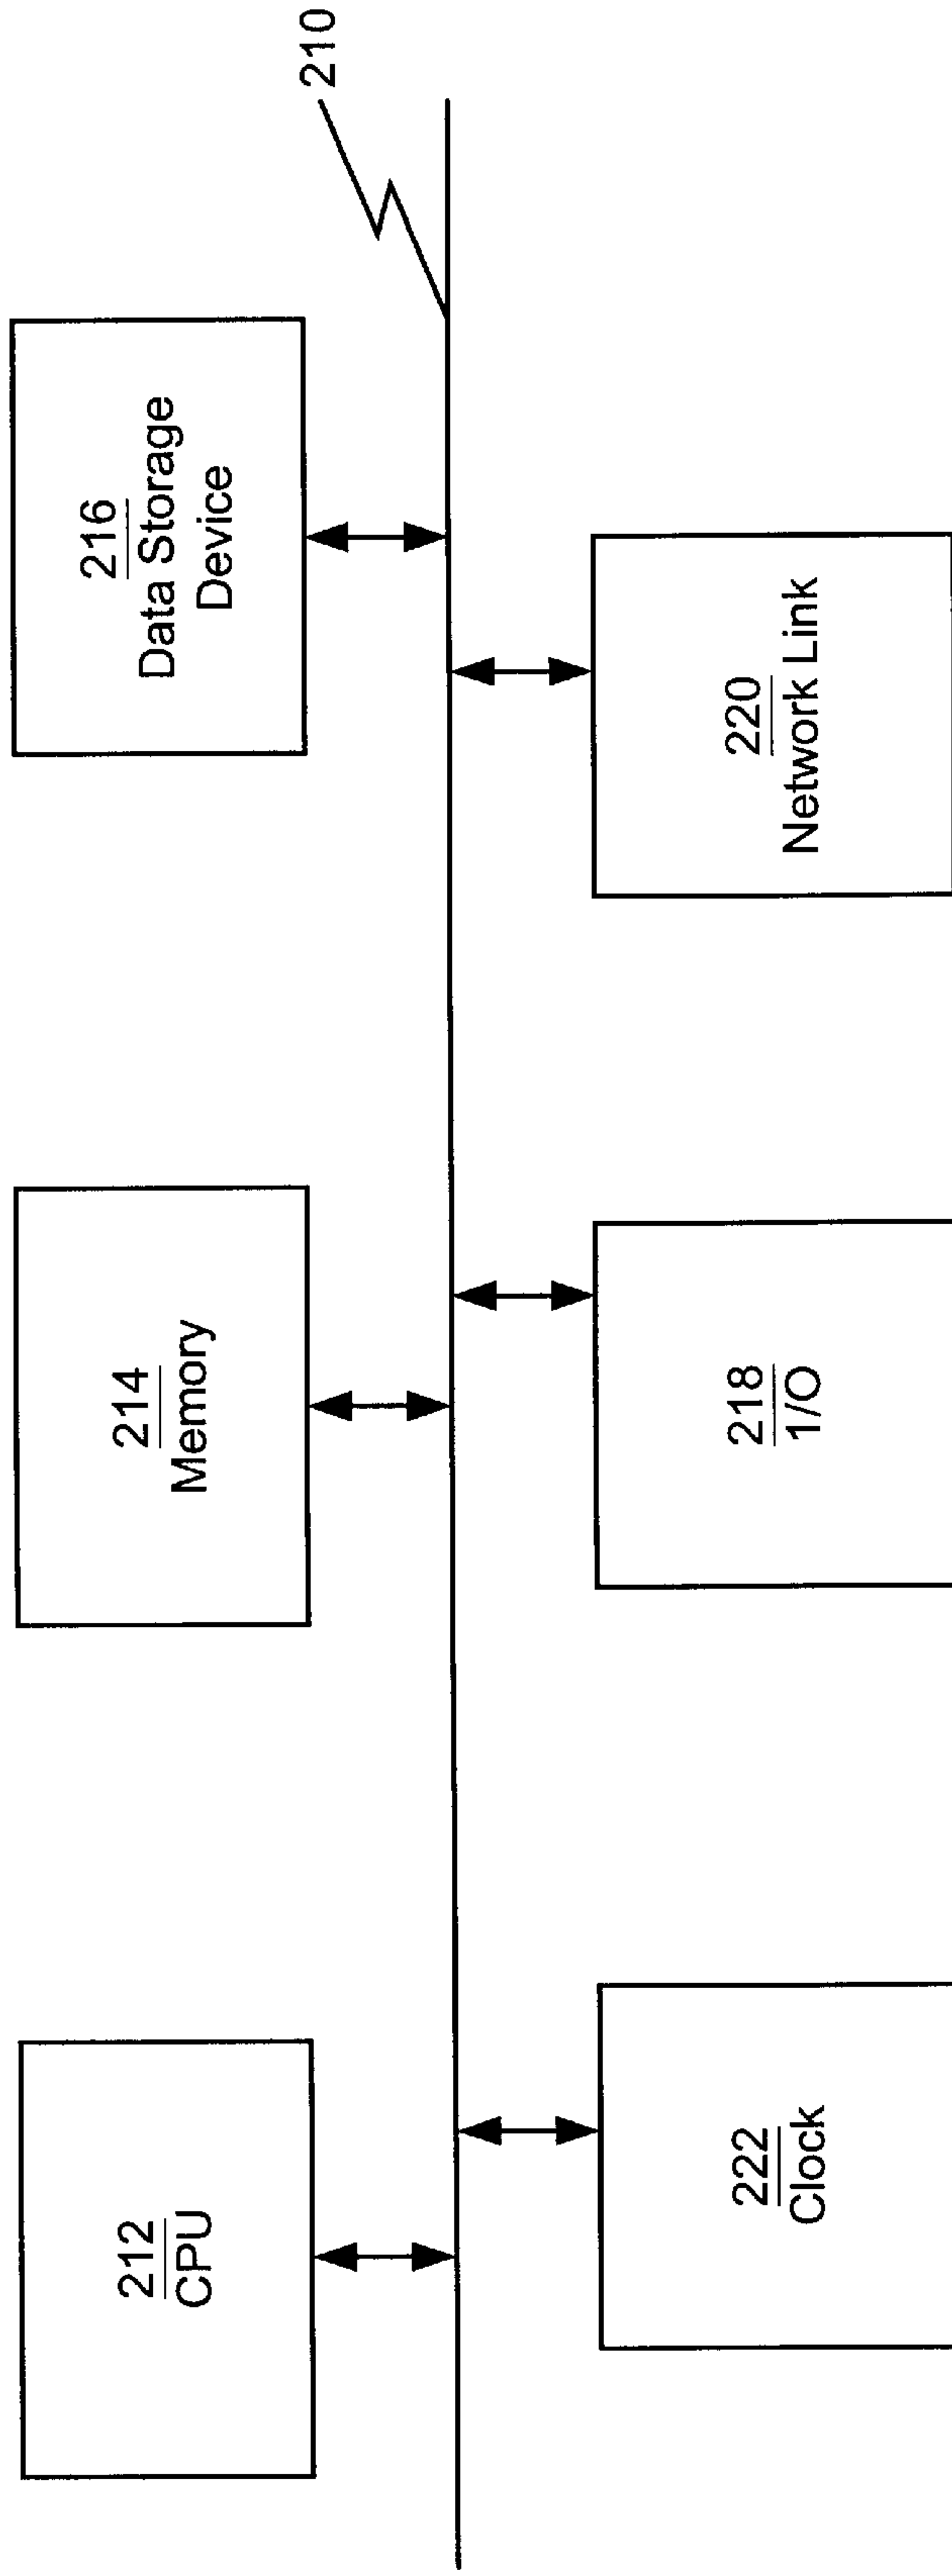 212
CPU
214
Memory
216
Data Storage
Device
210
222
Clock
218
1/O
220
Network Link